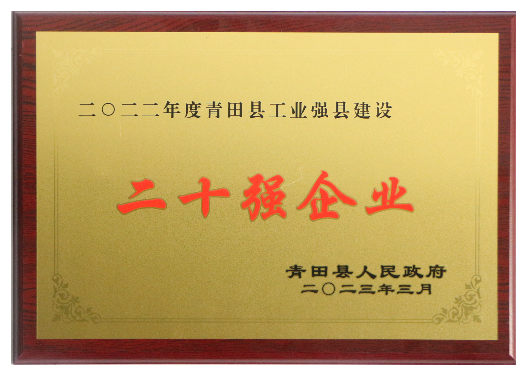 二〇二二年度青田县工业强县建设
二十强企业
青田县人民政府
二〇二三年三月